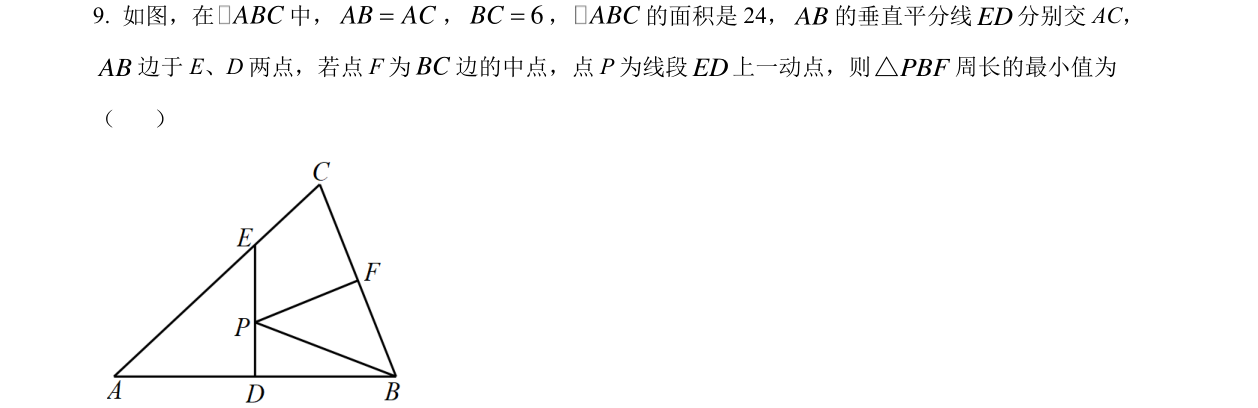 9. 如图，在□ABC 中， AB = AC ， BC = 6 ，□ABC 的面积是 24， AB 的垂直平分线 ED 分别交 AC，
AB 边于 E、D 两点，若点 F 为 BC 边的中点，点 P 为线段 ED 上一动点，则△PBF 周长的最小值为
（ ）
C
E
F
P
A
D
B